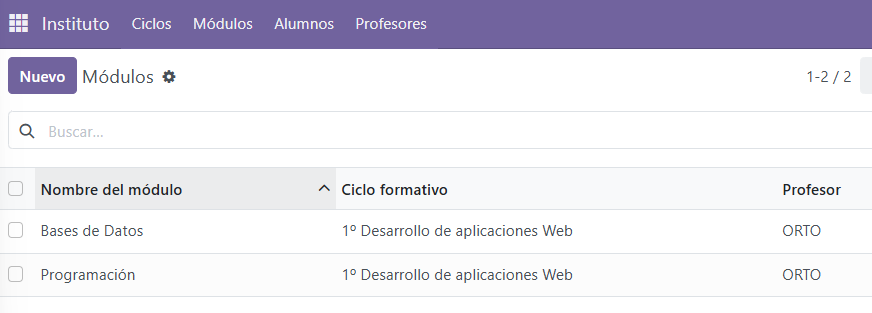 Instituto Ciclos Módulos Alumnos Profesores
Nuevo Módulos 1-2 / 2
Buscar...
Nombre del módulo Ciclo formativo Profesor
Bases de Datos 1º Desarrollo de aplicaciones Web ORTO
Programación 1º Desarrollo de aplicaciones Web ORTO